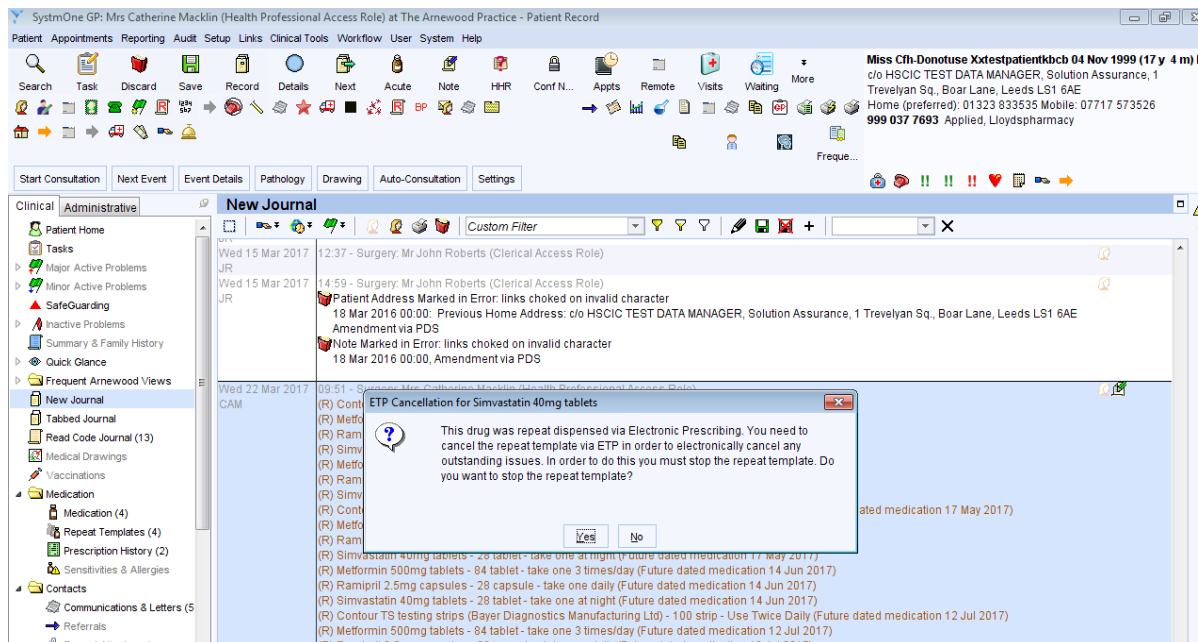 SystmOne GP: Mrs Catherine Macklin (Health Professional Access Role) at The Arnewood Practice - Patient Record
Patient Appointments Reporting Audit Setup Links Clinical Tools Workflow User System Help
Search Task Discard Save Record Details Next Acute Note HHR Conf N... Appts Remote Visits Waiting More
BP
GP
Freque...
Miss Cfh-Donotuse Xxtestpatientkbcb 04 Nov 1999 (17 y 4 m)
c/o HSCIC TEST DATA MANAGER, Solution Assurance, 1
Trevelyan Sq., Boar Lane, Leeds LS1 6AE
Home (preferred): 01323 833535 Mobile: 07717 573526
999 037 7693 Applied, Lloydspharmacy
Start Consultation Next Event Event Details Pathology Drawing Auto-Consultation Settings
Clinical Administrative
Patient Home
Tasks
Major Active Problems
Minor Active Problems
SafeGuarding
Inactive Problems
Summary & Family History
Quick Glance
Frequent Arnewood Views
New Journal
Tabbed Journal
Read Code Journal (13)
Medical Drawings
Vaccinations
Medication
Medication (4)
Repeat Templates (4)
Prescription History (2)
Sensitivities & Allergies
Contacts
Communications & Letters (5
Referrals
New Journal
Custom Filter
Wed 15 Mar 2017 12:37 - Surgery: Mr John Roberts (Clerical Access Role)
JR
Wed 15 Mar 2017 14:59 - Surgery: Mr John Roberts (Clerical Access Role)
JR
Patient Address Marked in Error: links choked on invalid character
18 Mar 2016 00:00: Previous Home Address: c/o HSCIC TEST DATA MANAGER, Solution Assurance, 1 Trevelyan Sq., Boar Lane, Leeds LS1 6AE
Amendment via PDS
Note Marked in Error: links choked on invalid character
18 Mar 2016 00:00, Amendment via PDS
Wed 22 Mar 2017 09:51 - Surgery: Mrs Catherine Macklin (Health Professional Access Role)
CAM
(R) Cont
(R) Metfo
(R) Ram
(R) Simv
(R) Metfo
(R) Ram
(R) Simv
(R) Cont ated medication 17 May 2017)
(R) Metfo
(R) Ram
ETP Cancellation for Simvastatin 40mg tablets
This drug was repeat dispensed via Electronic Prescribing. You need to
cancel the repeat template via ETP in order to electronically cancel any
outstanding issues. In order to do this you must stop the repeat template. Do
you want to stop the repeat template?
Yes No
(R) Simvastatin 40mg tablets - 28 tablet - take one at night (Future dated medication 17 May 2017)
(R) Metformin 500mg tablets - 84 tablet - take one 3 times/day (Future dated medication 14 Jun 2017)
(R) Ramipril 2.5mg capsules - 28 capsule - take one daily (Future dated medication 14 Jun 2017)
(R) Simvastatin 40mg tablets - 28 tablet - take one at night (Future dated medication 14 Jun 2017)
(R) Contour TS testing strips (Bayer Diagnostics Manufacturing Ltd) - 100 strip - Use Twice Daily (Future dated medication 12 Jul 2017)
(R) Metformin 500mg tablets - 84 tablet - take one 3 times/day (Future dated medication 12 Jul 2017)